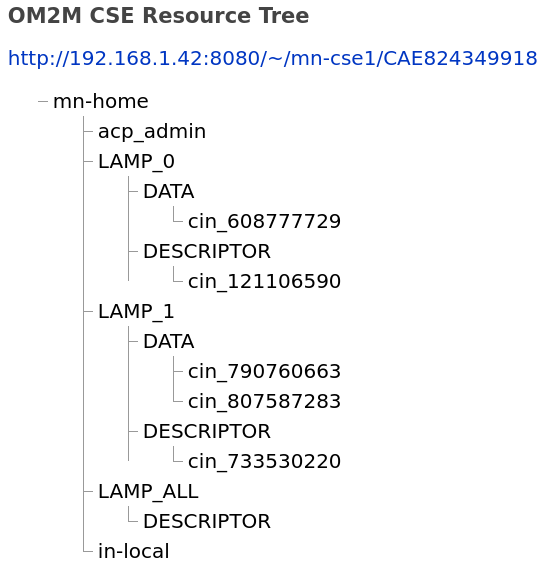 OM2M CSE Resource Tree
http://192.168.1.42:8080/~/mn-cse1/CAE824349918
mn-home
acp_admin
LAMP_0
DATA
cin_608777729
DESCRIPTOR
cin_121106590
LAMP_1
DATA
cin_790760663
cin_807587283
DESCRIPTOR
cin_733530220
LAMP_ALL
DESCRIPTOR
in-local